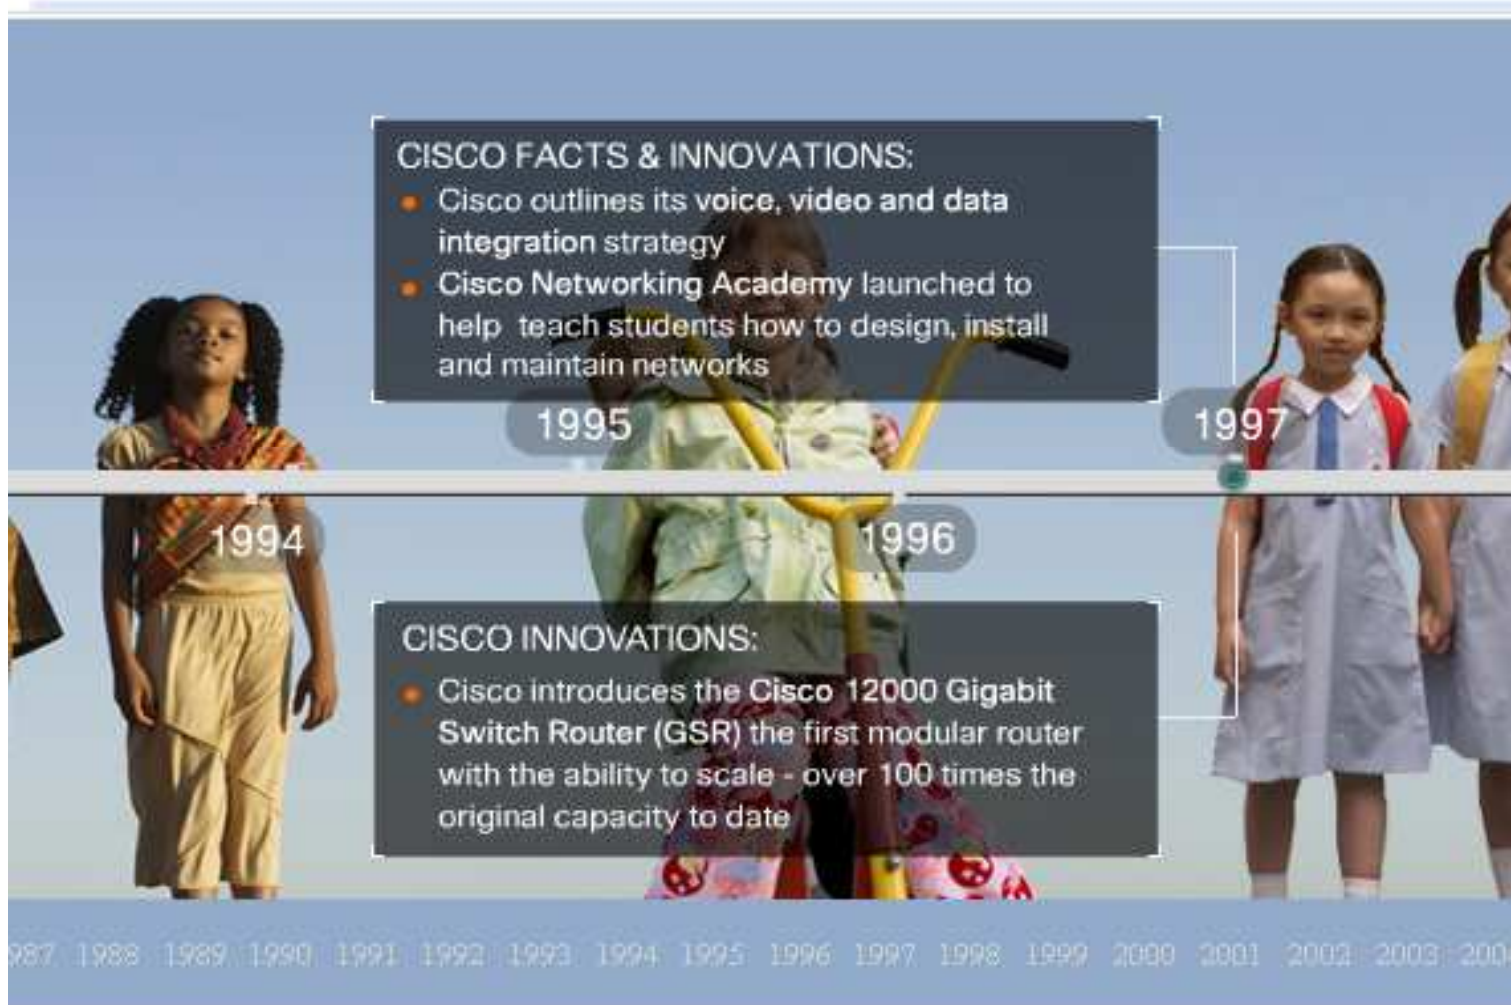 CISCO FACTS & INNOVATIONS:
Cisco outlines its voice, video and data
integration strategy
Cisco Networking Academy launched to
help teach students how to design, install
and maintain networks
1995
1997
1994
1996
CISCO INNOVATIONS:
Cisco introduces the Cisco 12000 Gigabit
Switch Router (GSR) the first modular router
with the ability to scale - over 100 times the
original capacity to date
987 1988 1989 1990 1991 1992 1993 1994 1995 1996 1997 1998 1999 2000 2001 2002 2003 200